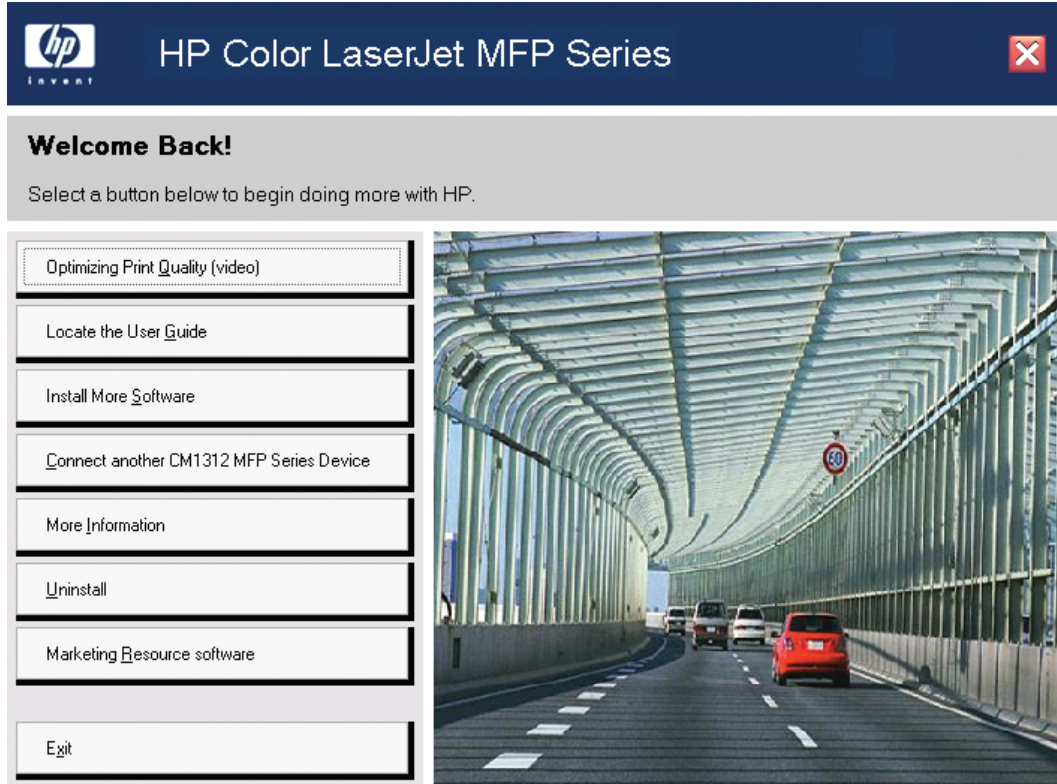 hp
invent
HP Color LaserJet MFP Series
Welcome Back!
Select a button below to begin doing more with HP.
Optimizing Print Quality (video)
Locate the User Guide
Install More Software
Connect another CM1312 MFP Series Device
More Information
Uninstall
Marketing Resource software
Exit
60